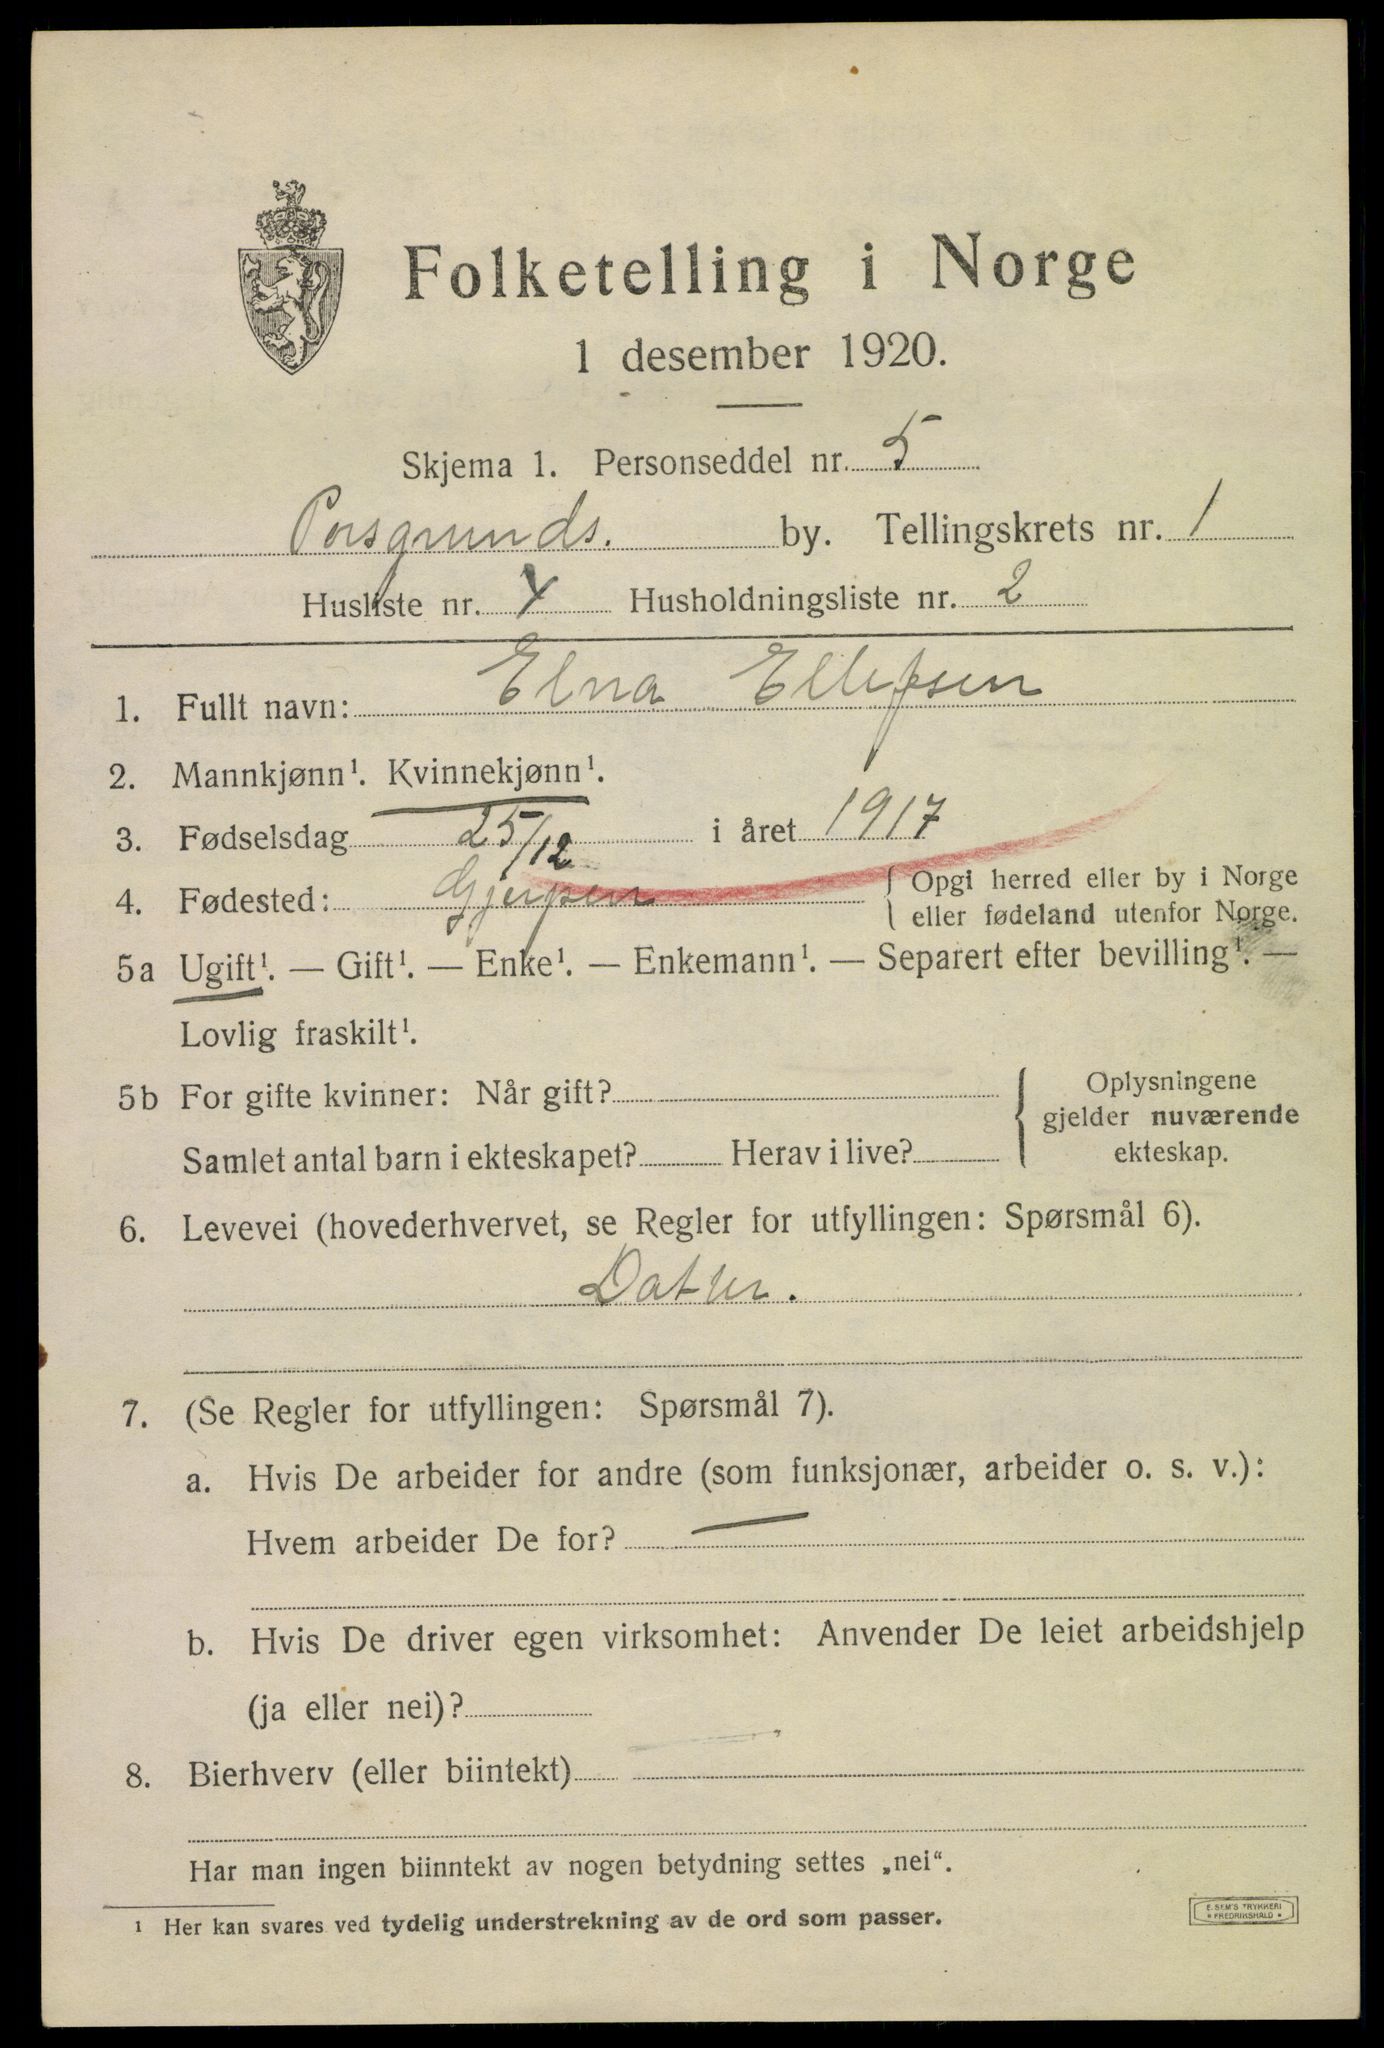 Folketelling i Norge
1 desember 1920.
Skjema 1. Personseddel nr. 5
Porsgrunds. by. Tellingskrets nr. 1
Husliste nr. 4 Husholdningsliste nr. 2
1. Fullt navn: Elna Ellefsen
2. Mannkjønn¹. Kvinnekjønn¹.
3. Fødselsdag 25/12 i året 1917
4. Fødested: Gjerpen { Opgi herred eller by i Norge
eller fødeland utenfor Norge.
5a Ugift¹. — Gift¹. — Enke¹. — Enkemann¹. — Separert efter bevilling¹. —
Lovlig fraskilt¹.
5b For gifte kvinner: Når gift?
Samlet antal barn i ekteskapet? Herav i live?
{ Oplysningene
gjelder nuværende
ekteskap.
6. Levevei (hovederhvervet, se Regler for utfyllingen: Spørsmål 6).
Datter.
7. (Se Regler for utfyllingen: Spørsmål 7).
a. Hvis De arbeider for andre (som funksjonær, arbeider o. s. v.):
Hvem arbeider De for? —
b. Hvis De driver egen virksomhet: Anvender De leiet arbeidshjelp
(ja eller nei)?
8. Bierhverv (eller biintekt)
Har man ingen biinntekt av nogen betydning settes „nei“.
¹ Her kan svares ved tydelig understrekning av de ord som passer.
E. SEM'S TRYKKERI
• FREDRIKSHALD •